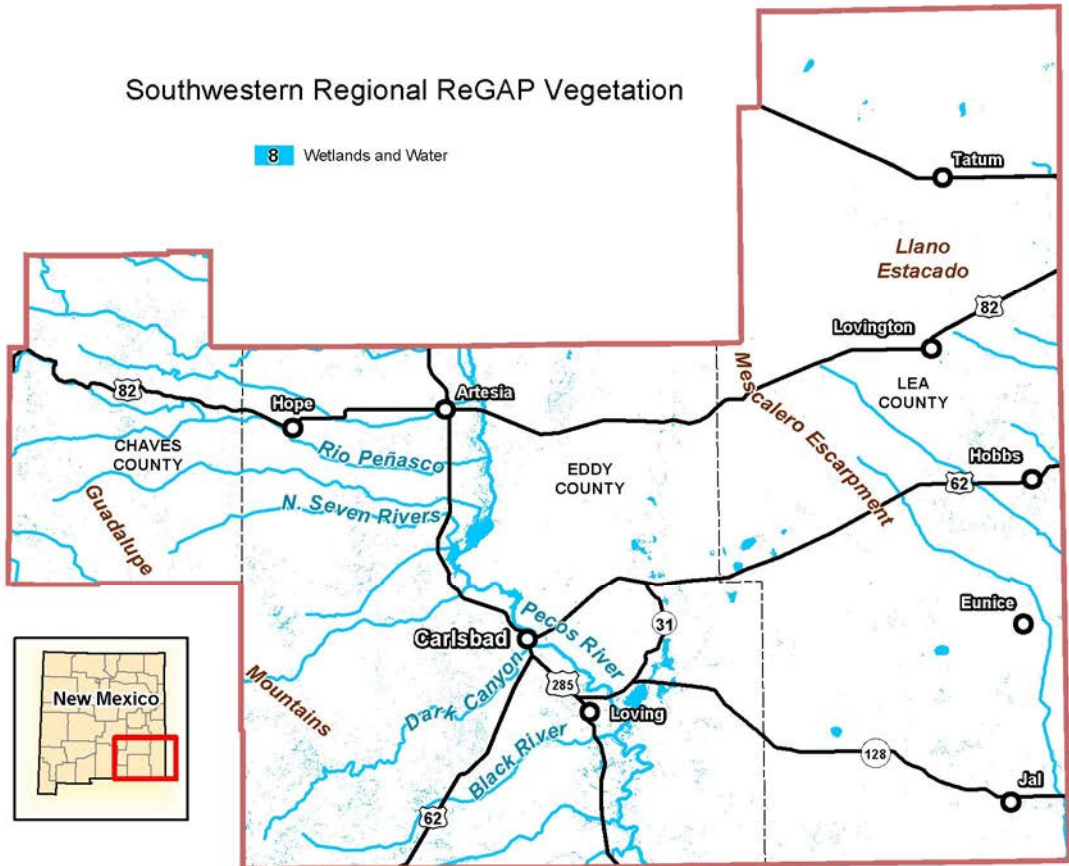 Southwestern Regional ReGAP Vegetation
8 Wetlands and Water
Tatum
Llano
Estacado
82
Lovington
LEA
COUNTY
Mescalero Escarpment
Hobbs
62
82
Hope
Artesia
CHAVES
COUNTY
Rio Peñasco
EDDY
COUNTY
N. Seven Rivers
Guadalupe
Mountains
Eunice
Pecos River
31
Carlsbad
285
Dark Canyon
Loving
Black River
128
Jal
62
New Mexico